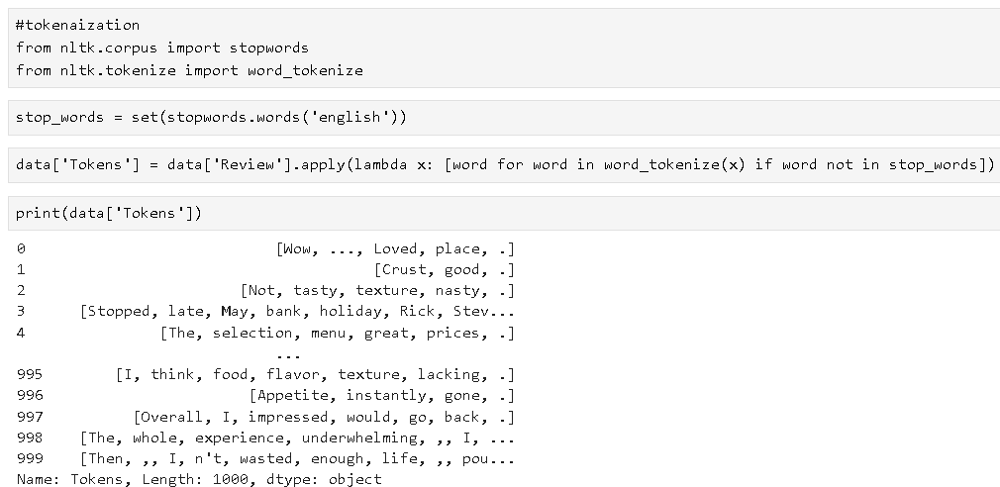 #tokenaization
from nltk.corpus import stopwords
from nltk.tokenize import word_tokenize
stop_words = set(stopwords.words('english'))
data['Tokens'] = data['Review'].apply(lambda x: [word for word in word_tokenize(x) if word not in stop_words])
print(data['Tokens'])
0 [Wow, ..., Loved, place, .]
1 [Crust, good, .]
2 [Not, tasty, texture, nasty, .]
3 [Stopped, late, May, bank, holiday, Rick, Stev...
4 [The, selection, menu, great, prices, .]
...
995 [I, think, food, flavor, texture, lacking, .]
996 [Appetite, instantly, gone, .]
997 [Overall, I, impressed, would, go, back, .]
998 [The, whole, experience, underwhelming, ,, I, ...
999 [Then, ,, I, n't, wasted, enough, life, ,, pou...
Name: Tokens, Length: 1000, dtype: object